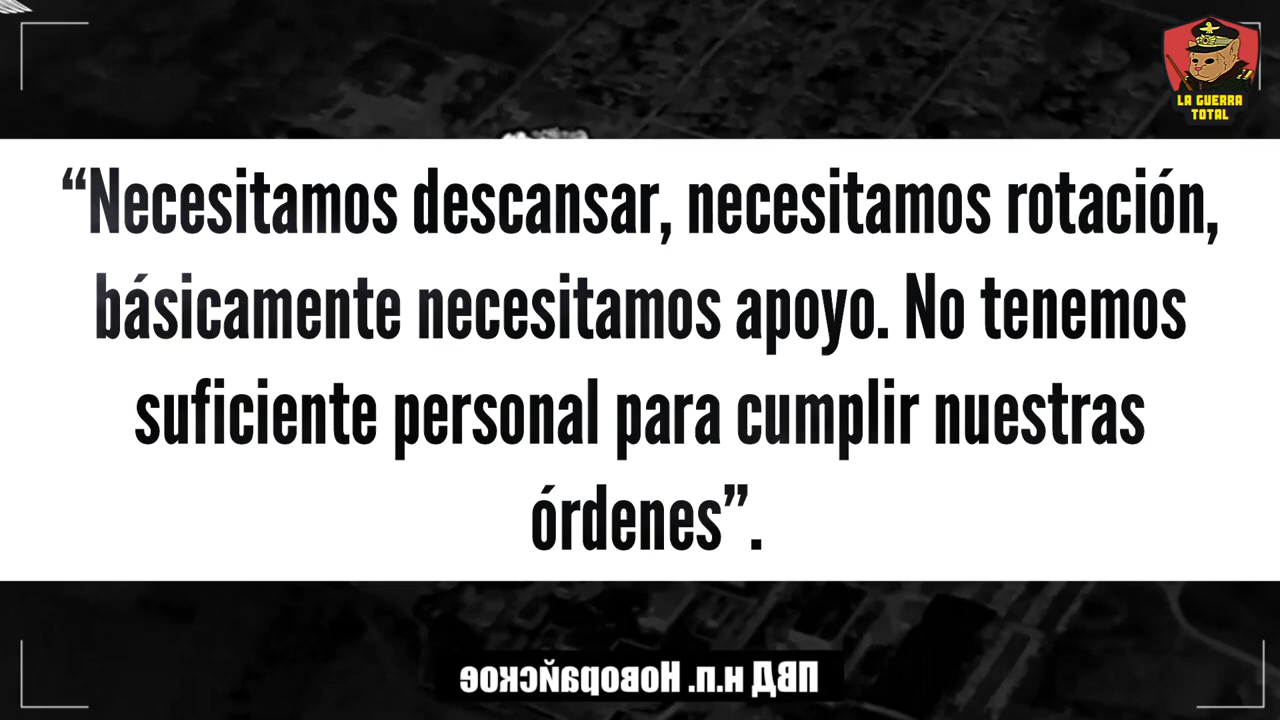 LA GUERRA
TOTAL
“Necesitamos descansar, necesitamos rotación,
básicamente necesitamos apoyo. No tenemos
suficiente personal para cumplir nuestras
órdenes”.
ПВД н.п. Новорайское